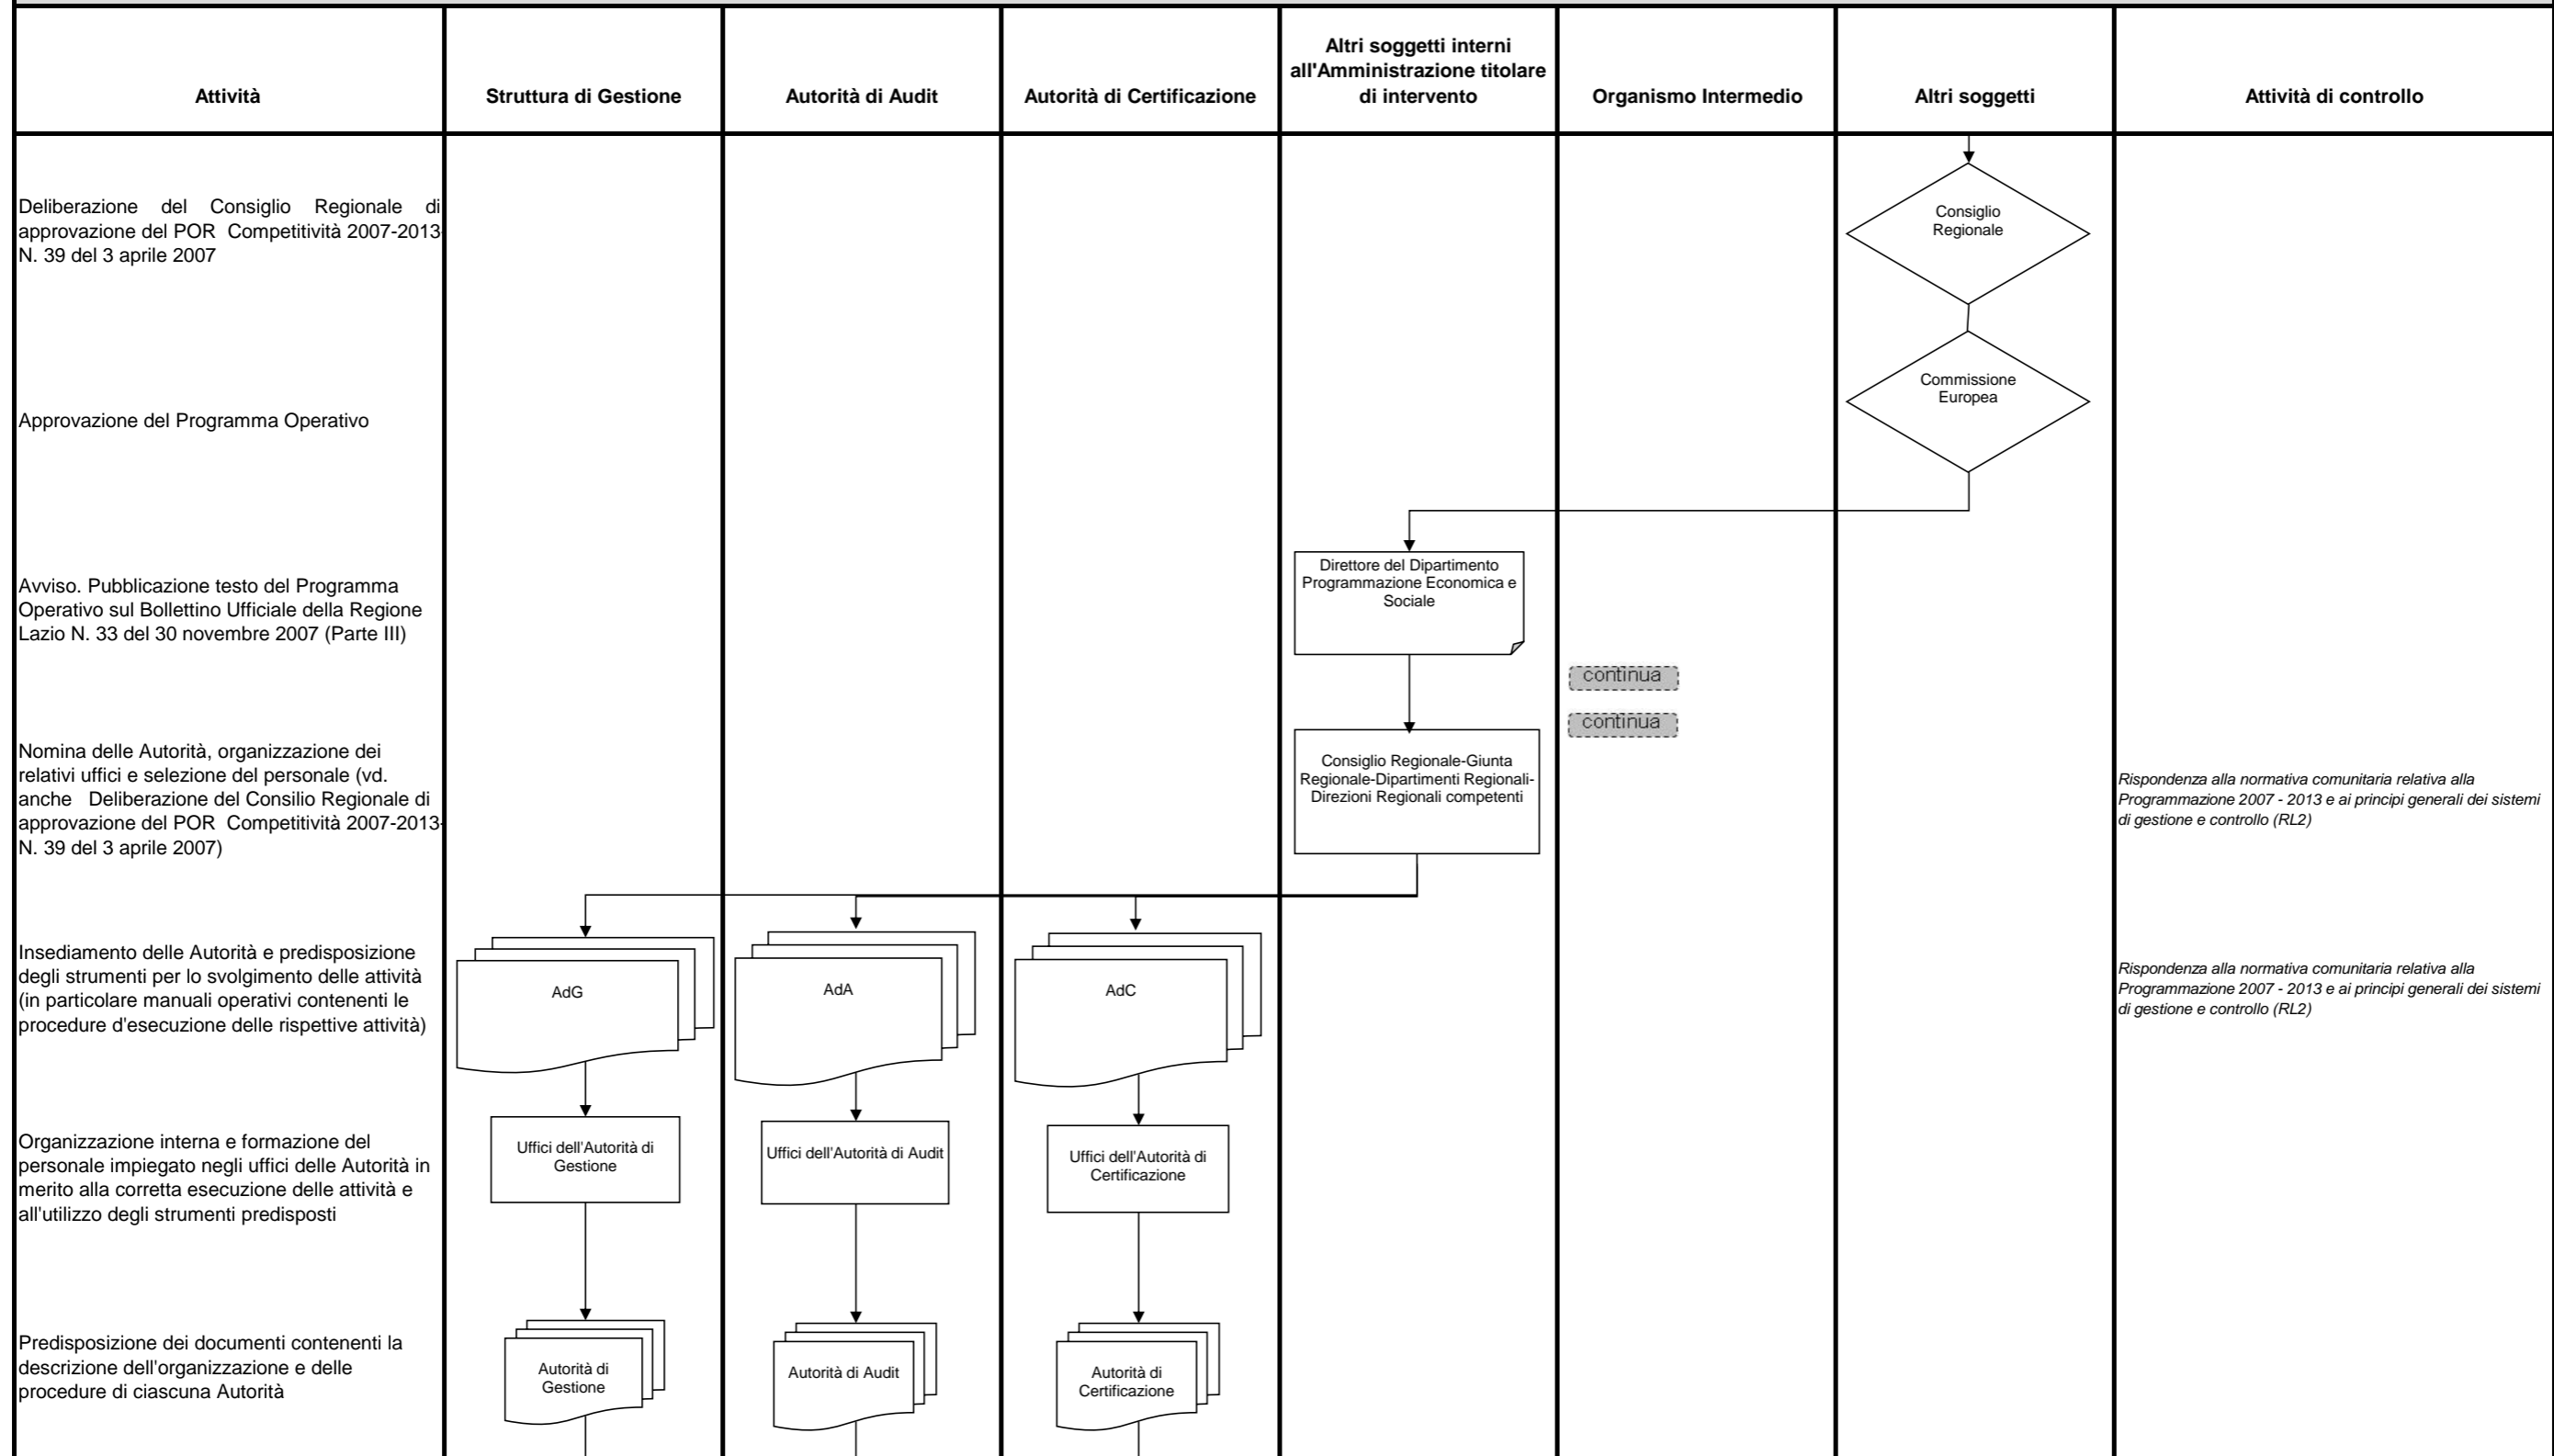 Attività
Struttura di Gestione
Autorità di Audit
Autorità di Certificazione
Altri soggetti interni
all'Amministrazione titolare
di intervento
Organismo Intermedio
Altri soggetti
Attività di controllo
Deliberazione del Consiglio Regionale di
approvazione del POR Competitività 2007-2013-
N. 39 del 3 aprile 2007
Consiglio
Regionale
Approvazione del Programma Operativo
Commissione
Europea
Avviso. Pubblicazione testo del Programma
Operativo sul Bollettino Ufficiale della Regione
Lazio N. 33 del 30 novembre 2007 (Parte III)
Direttore del Dipartimento
Programmazione Economica e
Sociale
continua
continua
Nomina delle Autorità, organizzazione dei
relativi uffici e selezione del personale (vd.
anche Deliberazione del Consilio Regionale di
approvazione del POR Competitività 2007-2013-
N. 39 del 3 aprile 2007)
Consiglio Regionale-Giunta
Regionale-Dipartimenti Regionali-
Direzioni Regionali competenti
Rispondenza alla normativa comunitaria relativa alla
Programmazione 2007 - 2013 e ai principi generali dei sistemi
di gestione e controllo (RL2)
Insediamento delle Autorità e predisposizione
degli strumenti per lo svolgimento delle attività
(in particolare manuali operativi contenenti le
procedure d'esecuzione delle rispettive attività)
AdG
AdA
AdC
Rispondenza alla normativa comunitaria relativa alla
Programmazione 2007 - 2013 e ai principi generali dei sistemi
di gestione e controllo (RL2)
Organizzazione interna e formazione del
personale impiegato negli uffici delle Autorità in
merito alla corretta esecuzione delle attività e
all'utilizzo degli strumenti predisposti
Uffici dell'Autorità di
Gestione
Uffici dell'Autorità di Audit
Uffici dell'Autorità di
Certificazione
Predisposizione dei documenti contenenti la
descrizione dell'organizzazione e delle
procedure di ciascuna Autorità
Autorità di
Gestione
Autorità di Audit
Autorità di
Certificazione